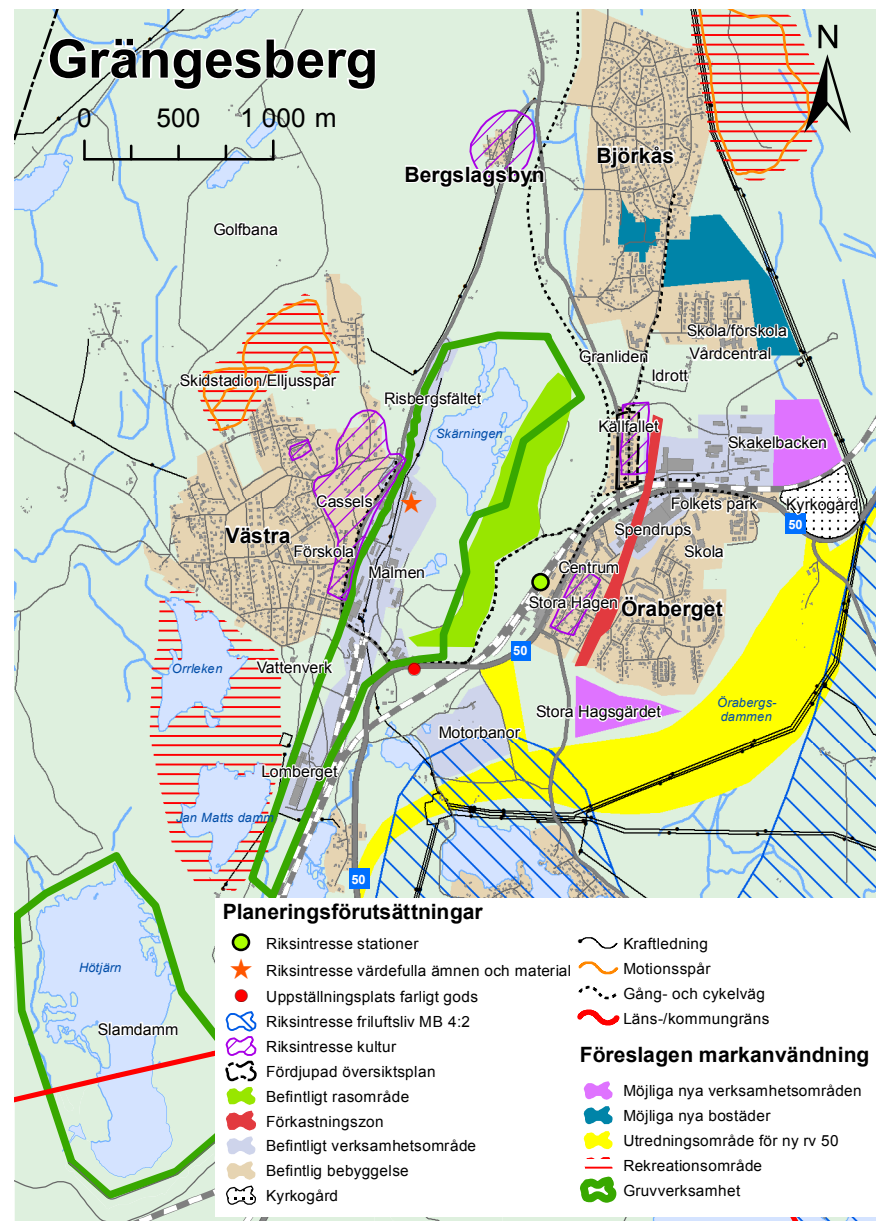 Grängesberg
N
0 500 1 000 m
Björkås
Bergslagsbyn
Golfbana
Skola/förskola
Granliden
Vårdcentral
Idrott
Skidstadion/Elljusspår
Risbergsfältet
Skärningen
Källfallet
Skakelbacken
Cassels
Folkets park
Kyrkogård
50
Västra
Förskola
Spendrups
Skola
Malmen
Centrum
Stora Hagen
Öraberget
50
Orrleken
Vattenverk
Stora Hagsgärdet
Örabergs-
dammen
Motorbanor
Lomberget
Jan Matts damm
50
Hötjärn
Slamdamm
Planeringsförutsättningar
Riksintresse stationer
Riksintresse värdefulla ämnen och material
Uppställningsplats farligt gods
Riksintresse friluftsliv MB 4:2
Riksintresse kultur
Fördjupad översiktsplan
Befintligt rasområde
Förkastningszon
Befintligt verksamhetsområde
Befintlig bebyggelse
Kyrkogård
Kraftledning
Motionsspår
Gång- och cykelväg
Läns-/kommungräns
Föreslagen markanvändning
Möjliga nya verksamhetsområden
Möjliga nya bostäder
Utredningsområde för ny rv 50
Rekreationsområde
Gruvverksamhet